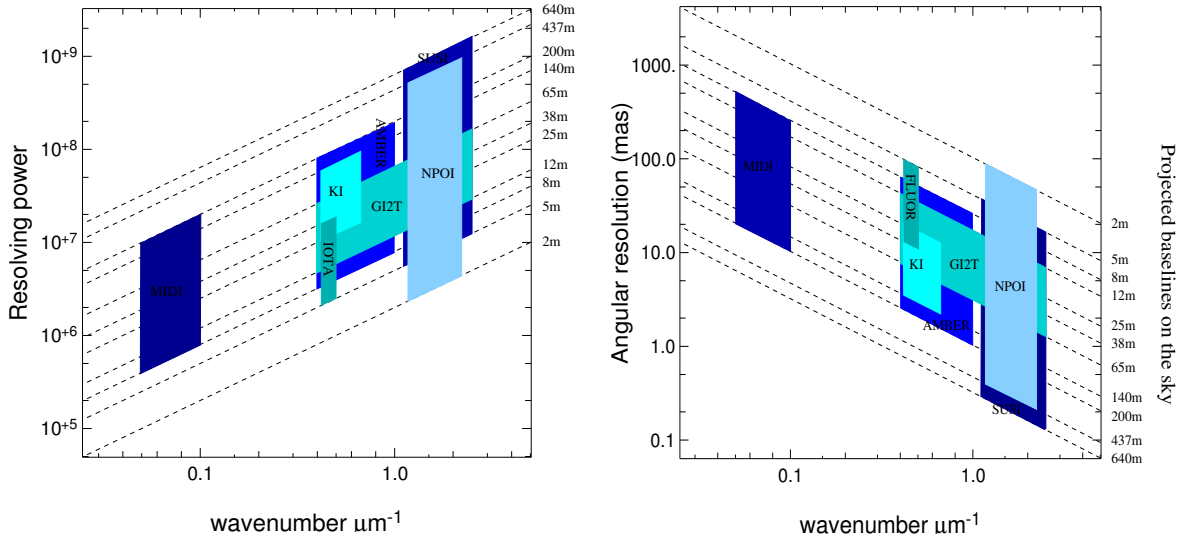 Resolving power
10+9
10+8
10+7
10+6
10+5
0.1
1.0
wavenumber μm-1
MIDI
KI
IOTA
GI2T
AMBER
NPOI
SUSI
640m
437m
200m
140m
65m
38m
25m
12m
8m
5m
2m
Angular resolution (mas)
1000.
100.0
10.0
1.0
0.1
0.1
1.0
wavenumber μm-1
MIDI
FLUOR
KI
GI2T
AMBER
NPOI
SUSI
2m
5m
8m
12m
25m
38m
65m
140m
200m
437m
640m
Projected baselines on the sky